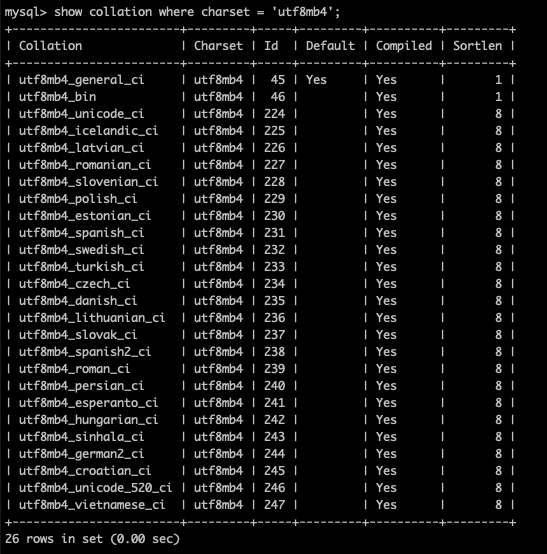 mysql> show collation where charset = 'utf8mb4';
+------------------------+---------+-----+---------+----------+---------+
| Collation              | Charset | Id  | Default | Compiled | Sortlen |
+------------------------+---------+-----+---------+----------+---------+
| utf8mb4_general_ci     | utf8mb4 |  45 | Yes     | Yes      |       1 |
| utf8mb4_bin            | utf8mb4 |  46 |         | Yes      |       1 |
| utf8mb4_unicode_ci     | utf8mb4 | 224 |         | Yes      |       8 |
| utf8mb4_icelandic_ci   | utf8mb4 | 225 |         | Yes      |       8 |
| utf8mb4_latvian_ci     | utf8mb4 | 226 |         | Yes      |       8 |
| utf8mb4_romanian_ci    | utf8mb4 | 227 |         | Yes      |       8 |
| utf8mb4_slovenian_ci   | utf8mb4 | 228 |         | Yes      |       8 |
| utf8mb4_polish_ci      | utf8mb4 | 229 |         | Yes      |       8 |
| utf8mb4_estonian_ci    | utf8mb4 | 230 |         | Yes      |       8 |
| utf8mb4_spanish_ci     | utf8mb4 | 231 |         | Yes      |       8 |
| utf8mb4_swedish_ci     | utf8mb4 | 232 |         | Yes      |       8 |
| utf8mb4_turkish_ci     | utf8mb4 | 233 |         | Yes      |       8 |
| utf8mb4_czech_ci       | utf8mb4 | 234 |         | Yes      |       8 |
| utf8mb4_danish_ci      | utf8mb4 | 235 |         | Yes      |       8 |
| utf8mb4_lithuanian_ci  | utf8mb4 | 236 |         | Yes      |       8 |
| utf8mb4_slovak_ci      | utf8mb4 | 237 |         | Yes      |       8 |
| utf8mb4_spanish2_ci    | utf8mb4 | 238 |         | Yes      |       8 |
| utf8mb4_roman_ci       | utf8mb4 | 239 |         | Yes      |       8 |
| utf8mb4_persian_ci     | utf8mb4 | 240 |         | Yes      |       8 |
| utf8mb4_esperanto_ci   | utf8mb4 | 241 |         | Yes      |       8 |
| utf8mb4_hungarian_ci   | utf8mb4 | 242 |         | Yes      |       8 |
| utf8mb4_sinhala_ci     | utf8mb4 | 243 |         | Yes      |       8 |
| utf8mb4_german2_ci     | utf8mb4 | 244 |         | Yes      |       8 |
| utf8mb4_croatian_ci    | utf8mb4 | 245 |         | Yes      |       8 |
| utf8mb4_unicode_520_ci | utf8mb4 | 246 |         | Yes      |       8 |
| utf8mb4_vietnamese_ci  | utf8mb4 | 247 |         | Yes      |       8 |
+------------------------+---------+-----+---------+----------+---------+
26 rows in set (0.00 sec)